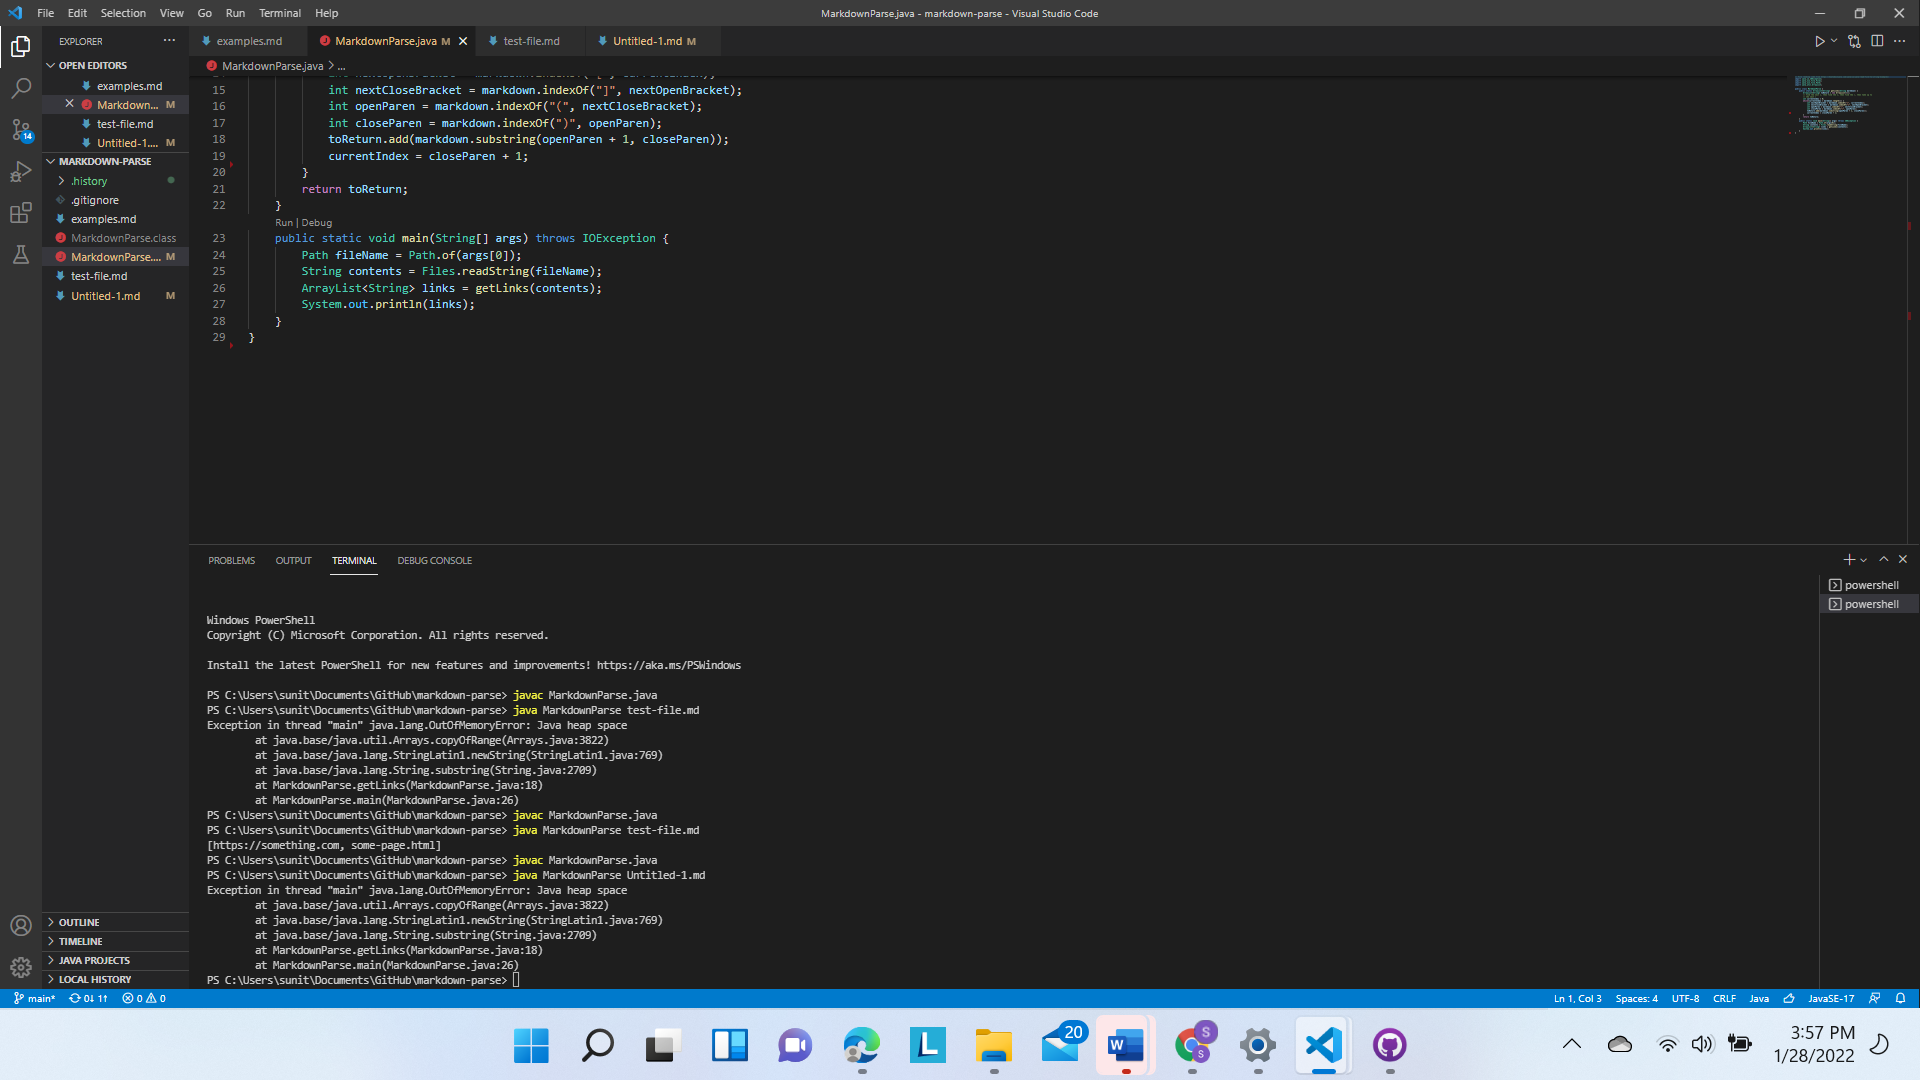 File Edit Selection View Go Run Terminal Help
MarkdownParse.java - markdown-parse - Visual Studio Code
EXPLORER
examples.md
MarkdownParse.java M
test-file.md
Untitled-1.md M
OPEN EDITORS
MarkdownParse.java > ...
examples.md
Markdown... M
test-file.md
Untitled-1.... M
MARKDOWN-PARSE
.history
.gitignore
examples.md
MarkdownParse.class
MarkdownParse.... M
test-file.md
Untitled-1.md M
OUTLINE
TIMELINE
JAVA PROJECTS
LOCAL HISTORY
14
15 int nextCloseBracket = markdown.indexOf("]", nextOpenBracket);
16 int openParen = markdown.indexOf("(", nextCloseBracket);
17 int closeParen = markdown.indexOf(")", openParen);
18 toReturn.add(markdown.substring(openParen + 1, closeParen));
19 currentIndex = closeParen + 1;
20 }
21 return toReturn;
22 }
Run | Debug
23 public static void main(String[] args) throws IOException {
24 Path fileName = Path.of(args[0]);
25 String contents = Files.readString(fileName);
26 ArrayList<String> links = getLinks(contents);
27 System.out.println(links);
28 }
29 }
PROBLEMS OUTPUT TERMINAL DEBUG CONSOLE
powershell
powershell
Windows PowerShell
Copyright (C) Microsoft Corporation. All rights reserved.
Install the latest PowerShell for new features and improvements! https://aka.ms/PSWindows
PS C:\Users\sunit\Documents\GitHub\markdown-parse> javac MarkdownParse.java
PS C:\Users\sunit\Documents\GitHub\markdown-parse> java MarkdownParse test-file.md
Exception in thread "main" java.lang.OutOfMemoryError: Java heap space
at java.base/java.util.Arrays.copyOfRange(Arrays.java:3822)
at java.base/java.lang.StringLatin1.newString(StringLatin1.java:769)
at java.base/java.lang.String.substring(String.java:2709)
at MarkdownParse.getLinks(MarkdownParse.java:18)
at MarkdownParse.main(MarkdownParse.java:26)
PS C:\Users\sunit\Documents\GitHub\markdown-parse> javac MarkdownParse.java
PS C:\Users\sunit\Documents\GitHub\markdown-parse> java MarkdownParse test-file.md
[https://something.com, some-page.html]
PS C:\Users\sunit\Documents\GitHub\markdown-parse> javac MarkdownParse.java
PS C:\Users\sunit\Documents\GitHub\markdown-parse> java MarkdownParse Untitled-1.md
Exception in thread "main" java.lang.OutOfMemoryError: Java heap space
at java.base/java.util.Arrays.copyOfRange(Arrays.java:3822)
at java.base/java.lang.StringLatin1.newString(StringLatin1.java:769)
at java.base/java.lang.String.substring(String.java:2709)
at MarkdownParse.getLinks(MarkdownParse.java:18)
at MarkdownParse.main(MarkdownParse.java:26)
PS C:\Users\sunit\Documents\GitHub\markdown-parse>
main* 0↓ 1↑ 0 0
Ln 1, Col 3 Spaces: 4 UTF-8 CRLF Java JavaSE-17
L
20
W
S
S
3:57 PM
1/28/2022